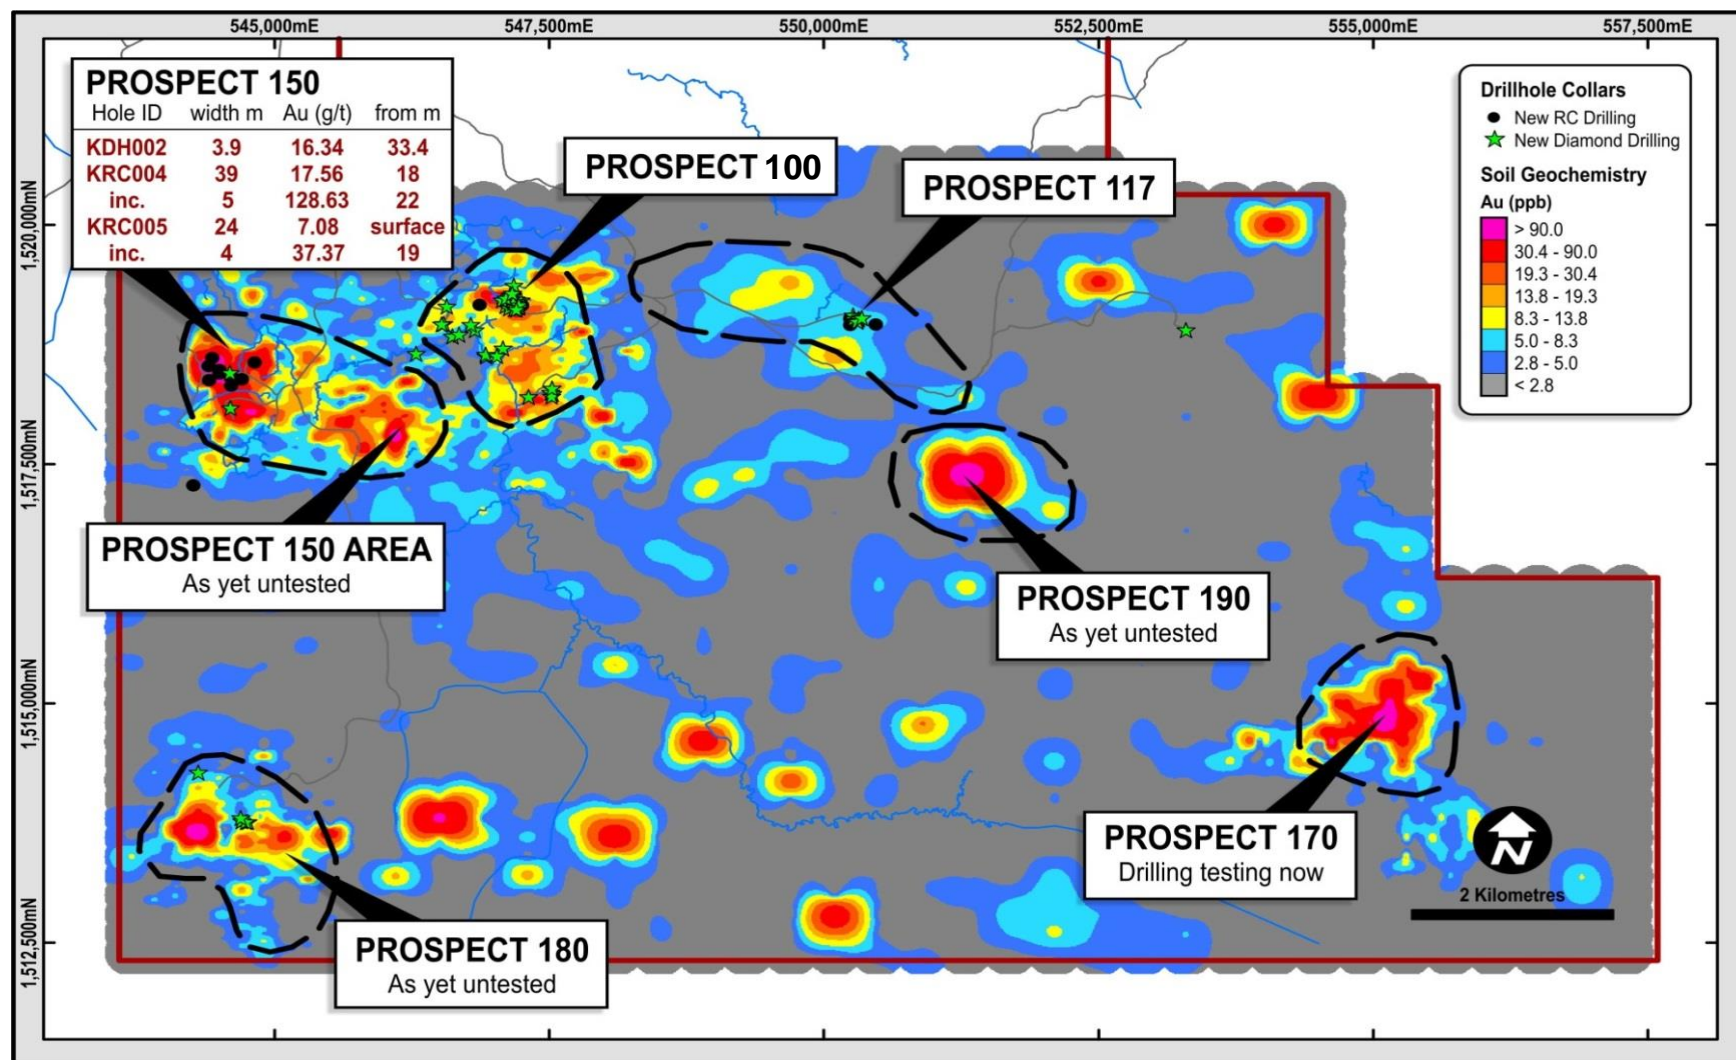 545,000mE 547,500mE 550,000mE 552,500mE 555,000mE 557,500mE
PROSPECT 150
Hole ID width m Au (g/t) from m
KDH002 3.9 16.34 33.4
KRC004 39 17.56 18
inc. 5 128.63 22
KRC005 24 7.08 surface
inc. 4 37.37 19
PROSPECT 100
PROSPECT 117
Drillhole Collars
New RC Drilling
New Diamond Drilling
Soil Geochemistry
Au (ppb)
> 90.0
30.4 - 90.0
19.3 - 30.4
13.8 - 19.3
8.3 - 13.8
5.0 - 8.3
2.8 - 5.0
< 2.8
1,520,000mN
1,517,500mN
1,515,000mN
1,512,500mN
PROSPECT 150 AREA
As yet untested
PROSPECT 190
As yet untested
PROSPECT 170
Drilling testing now
PROSPECT 180
As yet untested
N
2 Kilometres